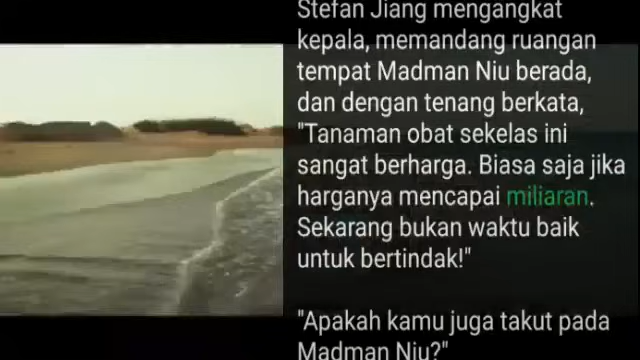 Stefan Jiang mengangkat
kepala, memandang ruangan
tempat Madman Niu berada,
dan dengan tenang berkata,
"Tanaman obat sekelas ini
sangat berharga. Biasa saja jika
harganya mencapai miliaran.
Sekarang bukan waktu baik
untuk bertindak!"
"Apakah kamu juga takut pada
Madman Niu?"